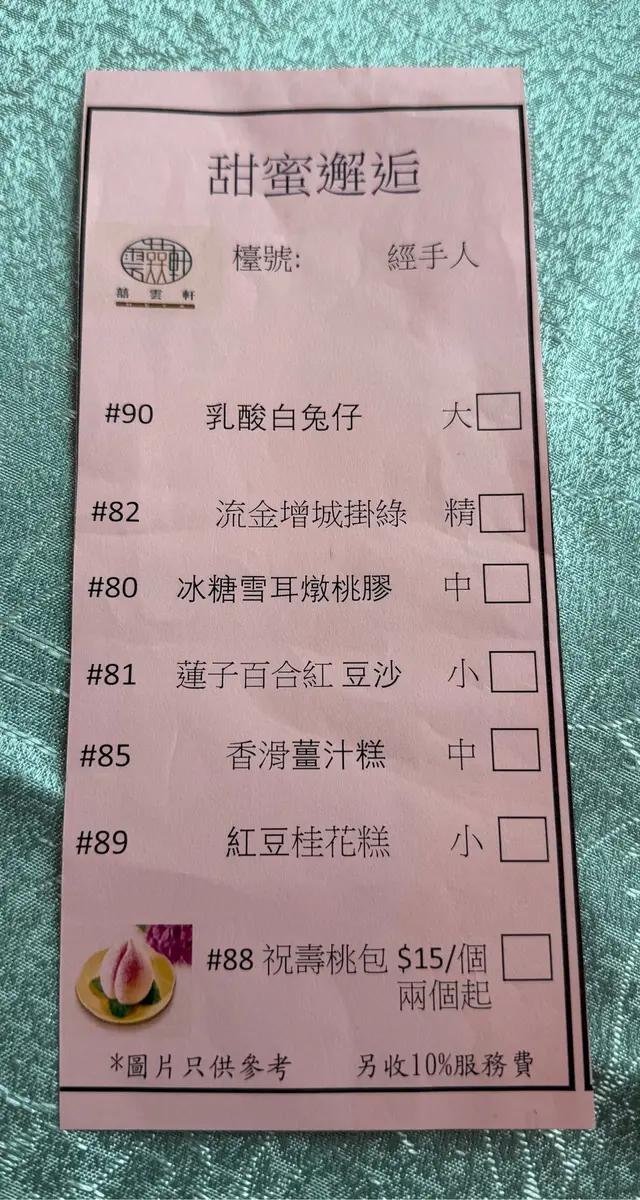 甜蜜邂逅
檯號: 經手人
囍雲軒
#90 乳酸白兔仔 大
#82 流金增城掛綠 精
#80 冰糖雪耳燉桃膠 中
#81 蓮子百合紅 豆沙 小
#85 香滑薑汁糕 中
#89 紅豆桂花糕 小
#88 祝壽桃包 $15/個
兩個起
*圖片只供參考 另收10%服務費